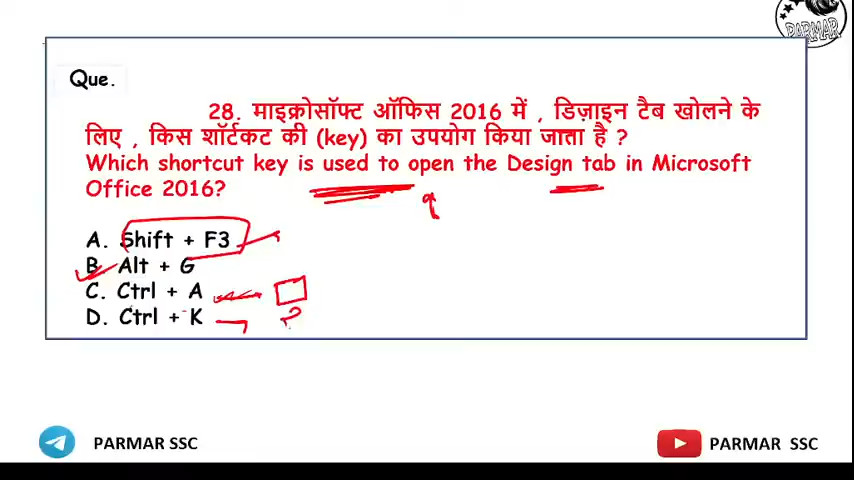 PARMAR
Que.
28. माइक्रोसॉफ्ट ऑफिस 2016 में , डिज़ाइन टैब खोलने के
लिए , किस शॉर्टकट की (key) का उपयोग किया जाता है ?
Which shortcut key is used to open the Design tab in Microsoft
Office 2016?
A. Shift + F3
B. Alt + G
C. Ctrl + A
D. Ctrl + K
PARMAR SSC
PARMAR SSC